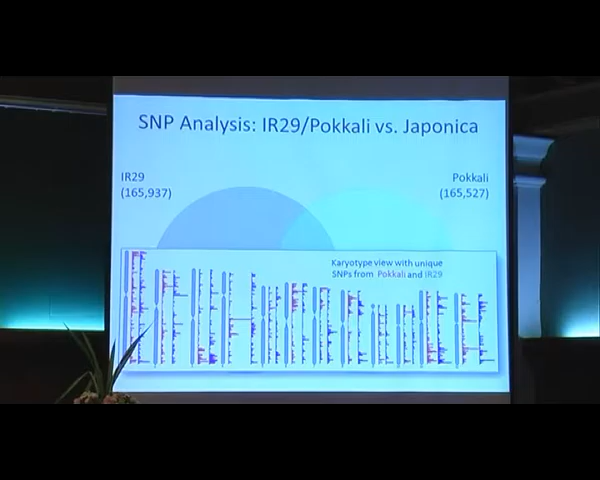 SNP Analysis: IR29/Pokkali vs. Japonica
IR29
(165,937)
Pokkali
(165,527)
Karyotype view with unique
SNPs from Pokkali and IR29